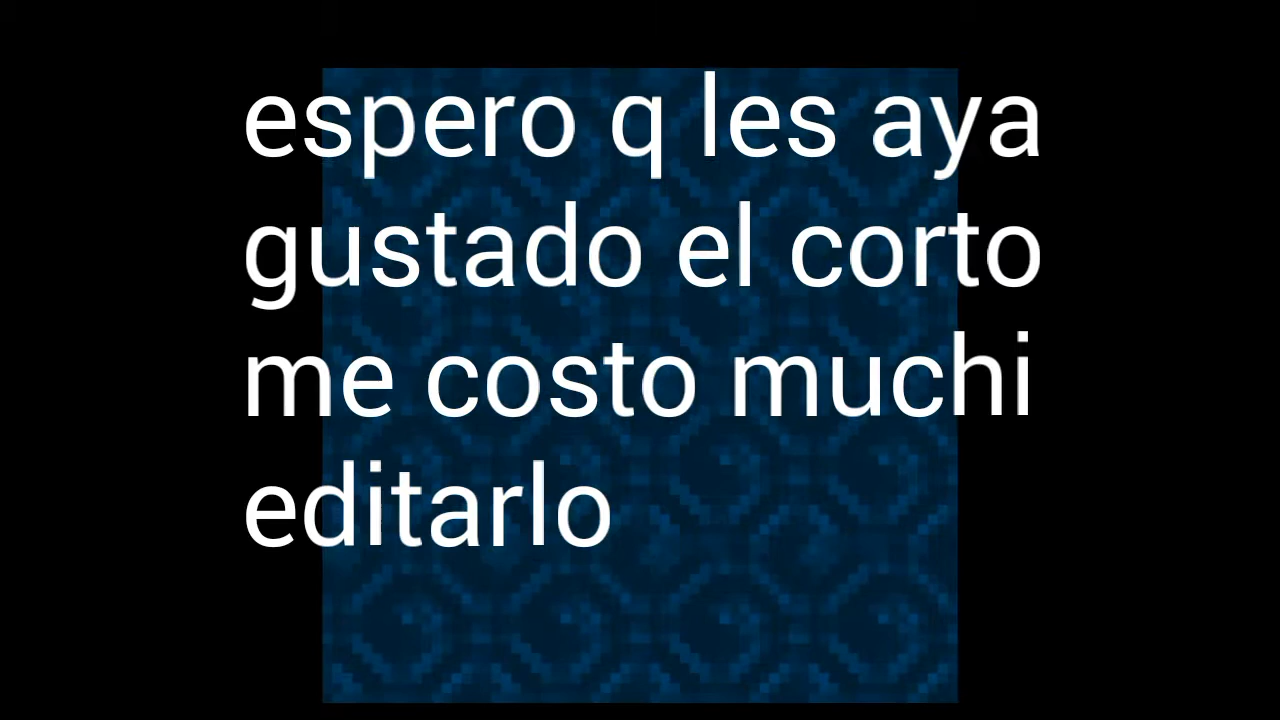 espero q les aya
gustado el corto
me costo muchi
editarlo